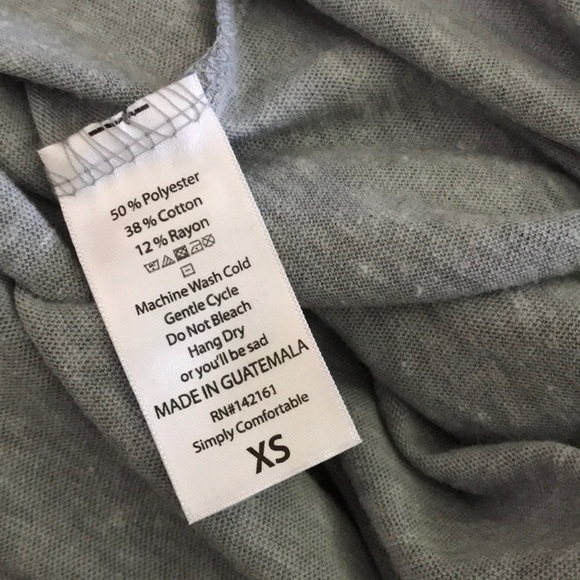 50% Polyester
38% Cotton
12% Rayon
Machine Wash Cold
Gentle Cycle
Do Not Bleach
Hang Dry
or you'll be sad
MADE IN GUATEMALA
RN#142161
Simply Comfortable
XS